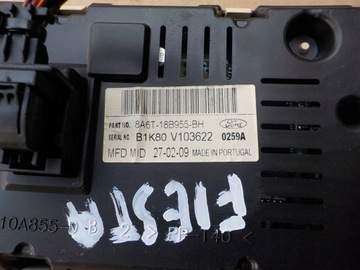 PART NO. 8A6T-18B955-BH
Ford
SERIAL NO. B1K80 V103622 0259A
MFD MID 27-02-09 MADE IN PORTUGAL
FIESTA
10A855-D B